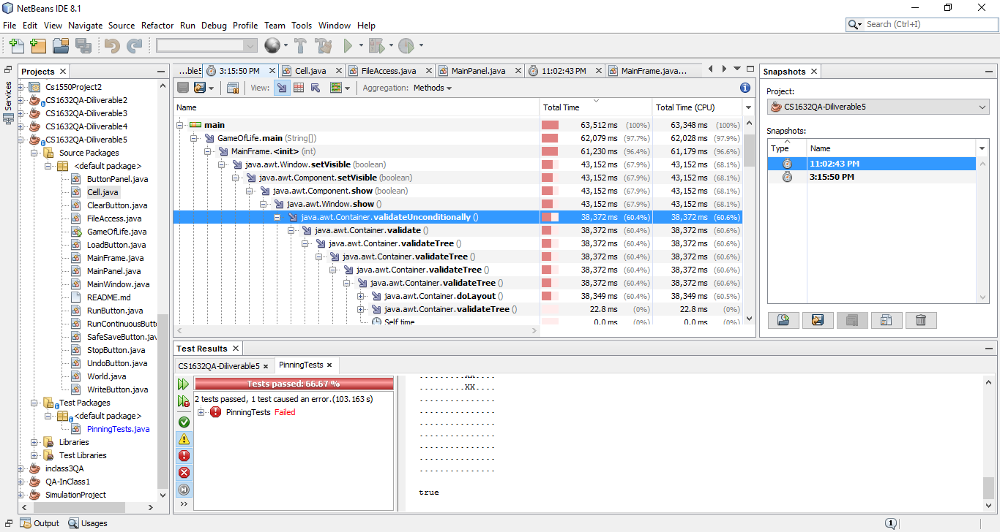 NetBeans IDE 8.1
File Edit View Navigate Source Refactor Run Debug Profile Team Tools Window Help
Search (Ctrl+I)
Services
Projects
Cs1550Project2
CS1632QA-Diliverable2
CS1632QA-Diliverable3
CS1632QA-Diliverable4
CS1632QA-Diliverable5
Source Packages
<default package>
ButtonPanel.java
Cell.java
ClearButton.java
FileAccess.java
GameOfLife.java
LoadButton.java
MainFrame.java
MainPanel.java
MainWindow.java
README.md
RunButton.java
RunContinuousButto
SafeSaveButton.jav
StopButton.java
UndoButton.java
World.java
WriteButton.java
Test Packages
<default package>
PinningTests.java
Libraries
Test Libraries
inclass3QA
QA-InClass1
SimulationProject
...ble5 3:15:50 PM Cell.java FileAccess.java MainPanel.java 11:02:43 PM MainFrame.java...
View: Aggregation: Methods
Name Total Time Total Time (CPU)
main 63,512 ms (100%) 63,348 ms (100%)
GameOfLife.main (String[]) 62,079 ms (97.7%) 62,028 ms (97.9%)
MainFrame.<init> (int) 61,230 ms (96.4%) 61,179 ms (96.6%)
java.awt.Window.setVisible (boolean) 43,152 ms (67.9%) 43,152 ms (68.1%)
java.awt.Component.setVisible (boolean) 43,152 ms (67.9%) 43,152 ms (68.1%)
java.awt.Component.show (boolean) 43,152 ms (67.9%) 43,152 ms (68.1%)
java.awt.Window.show () 43,152 ms (67.9%) 43,152 ms (68.1%)
java.awt.Container.validateUnconditionally () 38,372 ms (60.4%) 38,372 ms (60.6%)
java.awt.Container.validate () 38,372 ms (60.4%) 38,372 ms (60.6%)
java.awt.Container.validateTree () 38,372 ms (60.4%) 38,372 ms (60.6%)
java.awt.Container.validateTree () 38,372 ms (60.4%) 38,372 ms (60.6%)
java.awt.Container.validateTree () 38,372 ms (60.4%) 38,372 ms (60.6%)
java.awt.Container.validateTree () 38,372 ms (60.4%) 38,372 ms (60.6%)
java.awt.Container.doLayout () 38,349 ms (60.4%) 38,349 ms (60.5%)
java.awt.Container.validateTree () 22.8 ms (0%) 22.8 ms (0%)
Self time 0.0 ms (0%) 0.0 ms (0%)
Snapshots
Project:
CS1632QA-Diliverable5
Snapshots:
Type Name
11:02:43 PM
3:15:50 PM
Test Results
CS1632QA-Diliverable5 PinningTests
Tests passed: 66.67 %
2 tests passed, 1 test caused an error.(103.163 s)
PinningTests Failed
.........XX....
.........XX....
...............
...............
...............
...............
...............
...............
...............
true
Output Usages
1